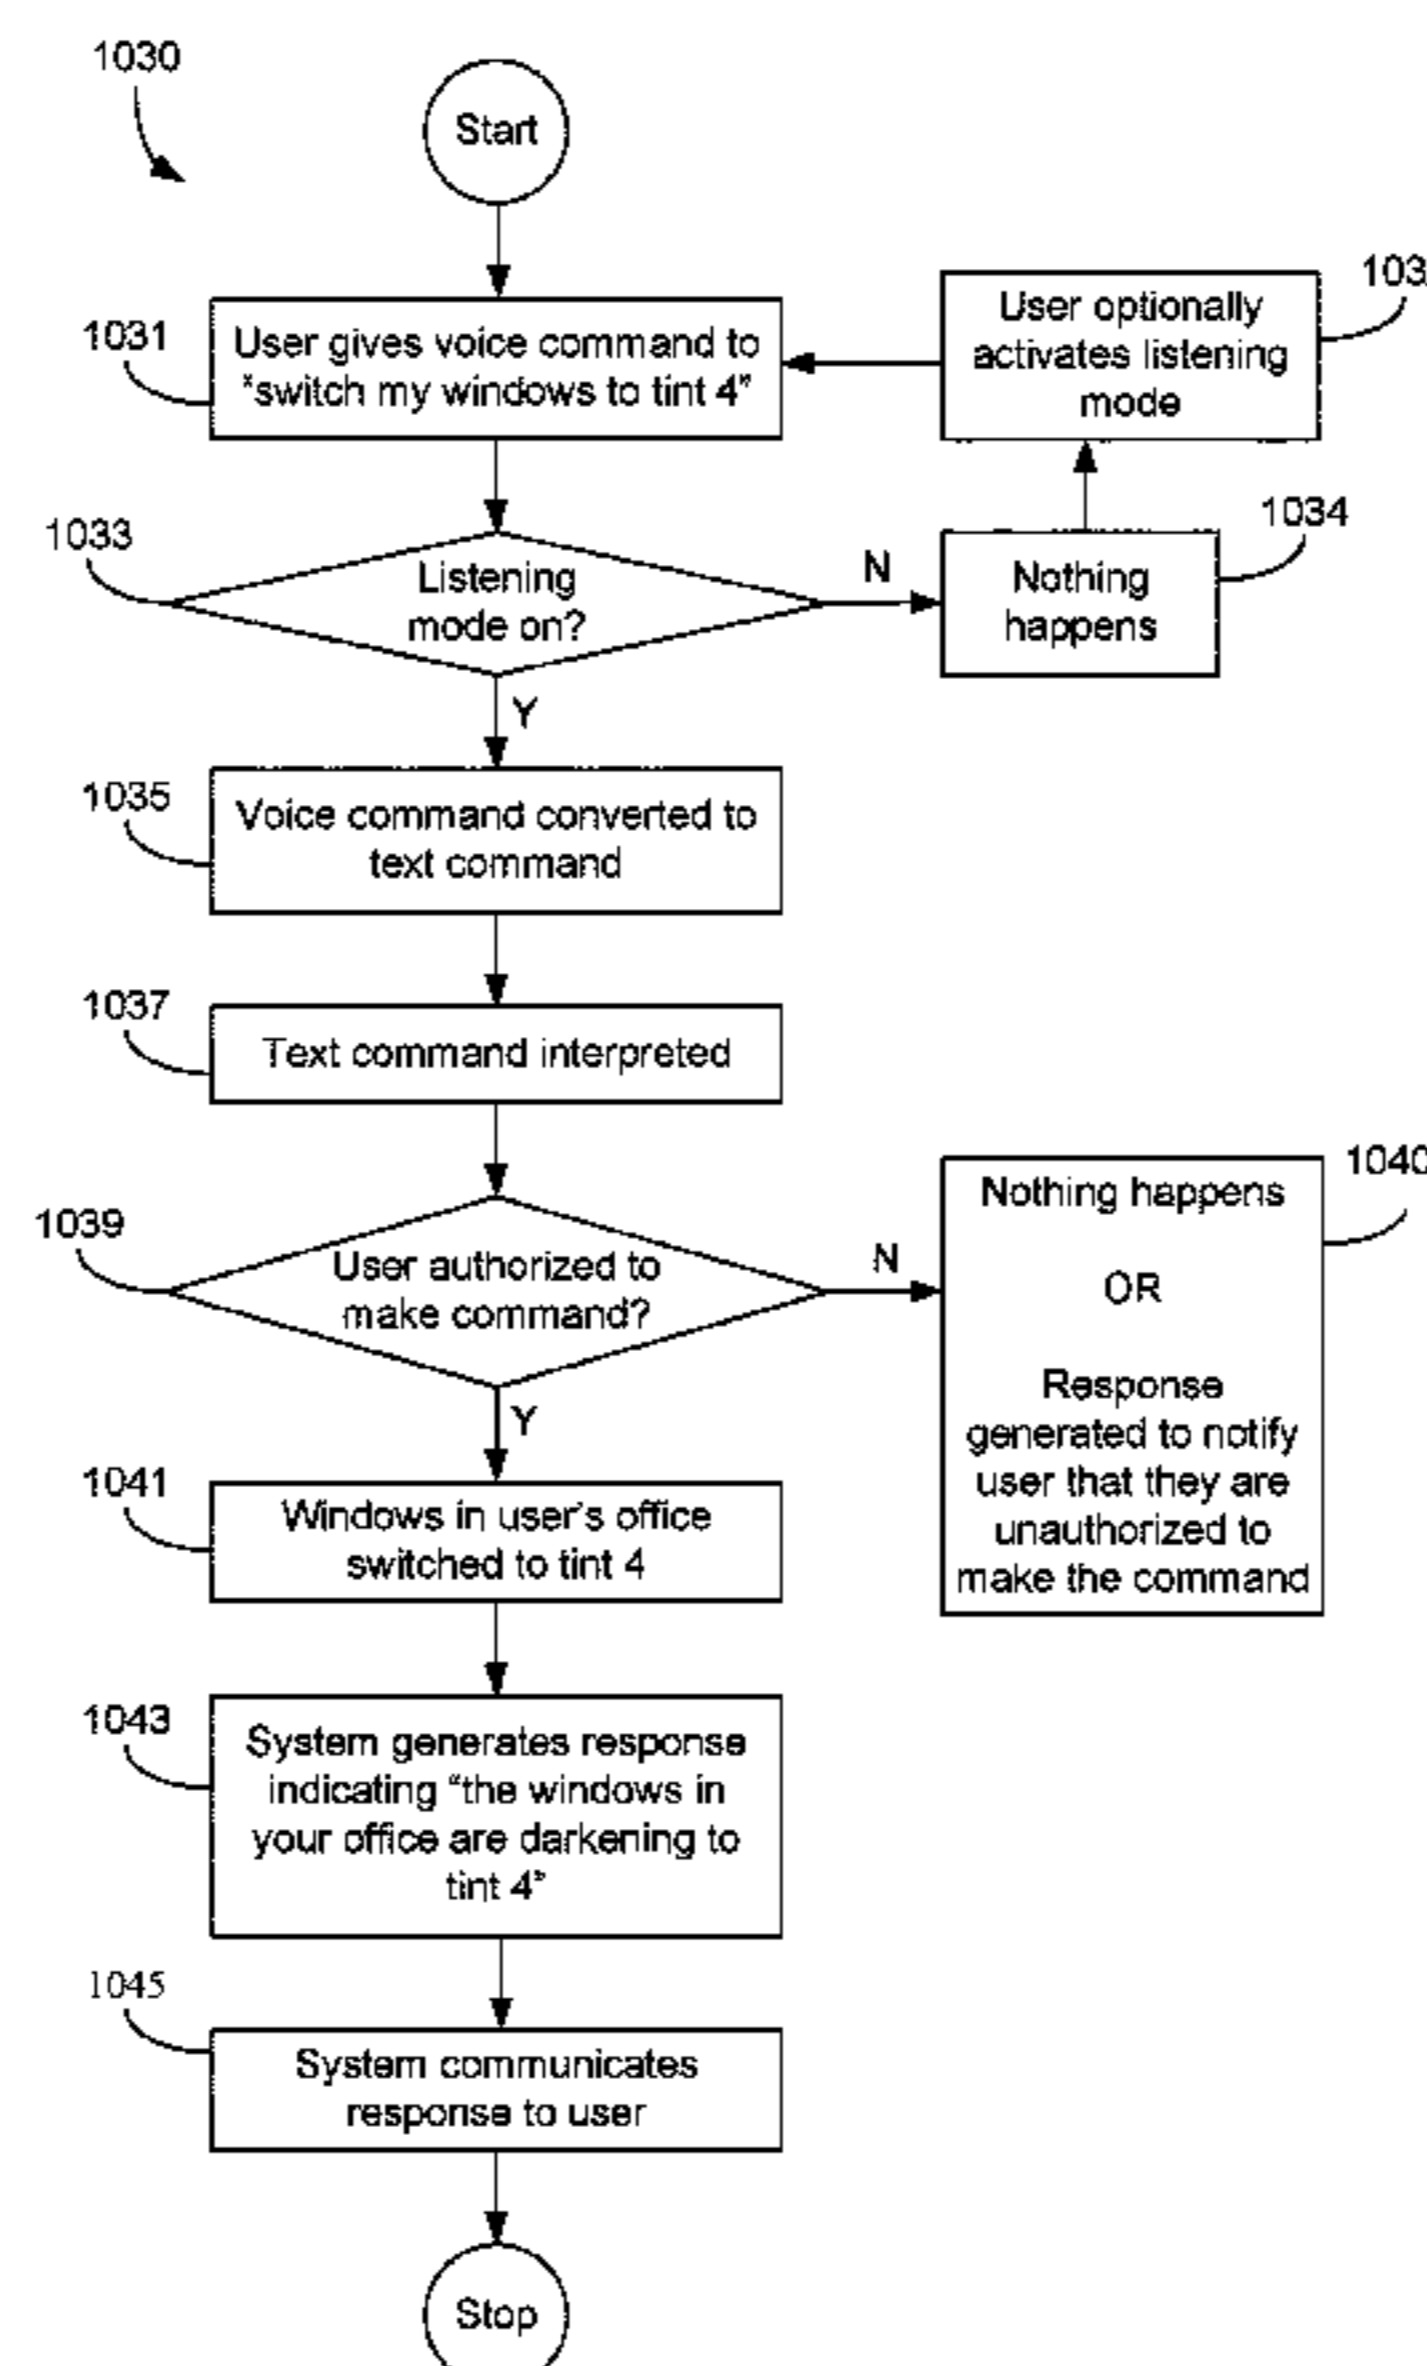 1030
Start
1031
User gives voice command to
"switch my windows to tint 4"
User optionally
activates listening
mode
1033
Listening
mode on?
N
Nothing
happens
1034
Y
1035
Voice command converted to
text command
1037
Text command interpreted
1039
User authorized to
make command?
N
1040
Nothing happens
OR
Response
generated to notify
user that they are
unauthorized to
make the command
Y
1041
Windows in user's office
switched to tint 4
1043
System generates response
indicating "the windows in
your office are darkening to
tint 4"
1045
System communicates
response to user
Stop